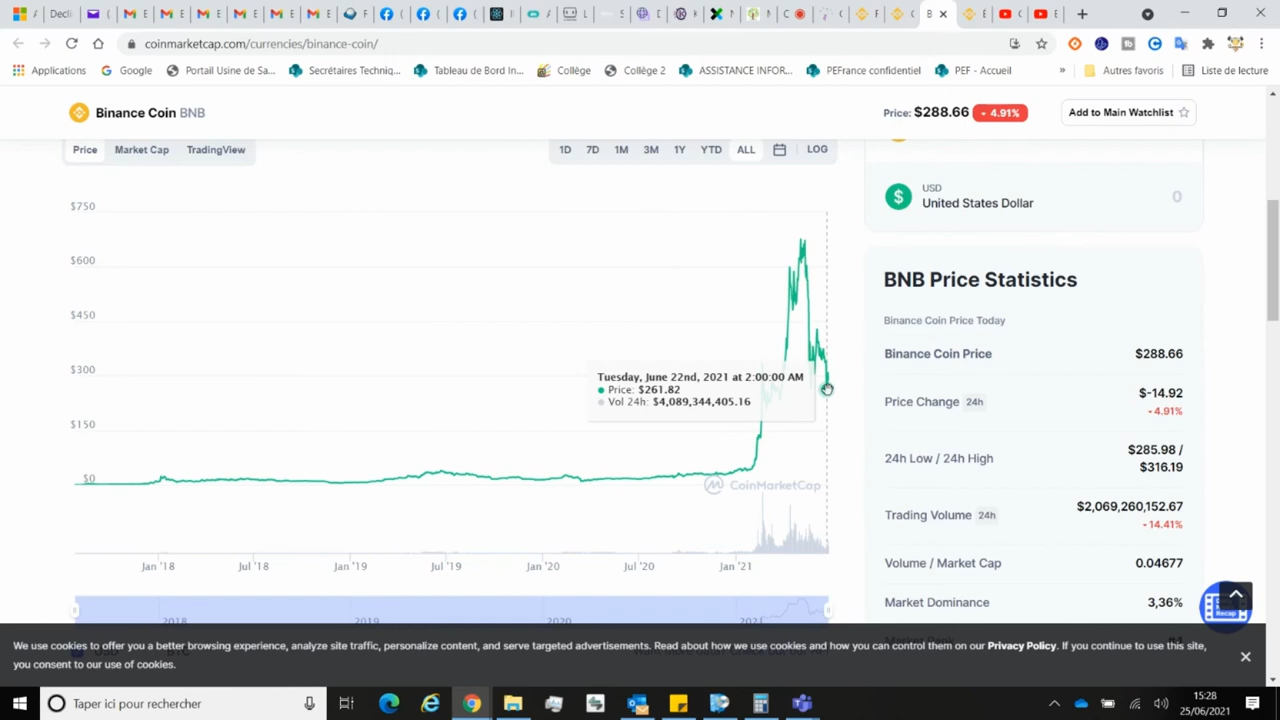 coinmarketcap.com/currencies/binance-coin/
Applications
Google
Portail Usine de Sa...
Secrétaires Techniq...
Tableau de Bord In...
Collège
Collège 2
ASSISTANCE INFOR...
PEFrance confidentiel
PEF - Accueil
»
Autres favoris
Liste de lecture
Binance Coin BNB
Price: $288.66
4.91%
Add to Main Watchlist
Price
Market Cap
TradingView
1D
7D
1M
3M
1Y
YTD
ALL
LOG
$750
$600
$450
$300
$150
$0
Tuesday, June 22nd, 2021 at 2:00:00 AM
Price: $261.82
Vol 24h: $4,089,344,405.16
CoinMarketCap
Jan '18
Jul '18
Jan '19
Jul '19
Jan '20
Jul '20
Jan '21
2018
2019
2020
2021
USD
United States Dollar
0
BNB Price Statistics
Binance Coin Price Today
Binance Coin Price
$288.66
Price Change 24h
$-14.92
4.91%
24h Low / 24h High
$285.98 /
$316.19
Trading Volume 24h
$2,069,260,152.67
14.41%
Volume / Market Cap
0.04677
Market Dominance
3,36%
Recap
We use cookies to offer you a better browsing experience, analyze site traffic, personalize content, and serve targeted advertisements. Read about how we use cookies and how you can control them on our Privacy Policy. If you continue to use this site,
you consent to our use of cookies.
Taper ici pour rechercher
15:28
25/06/2021